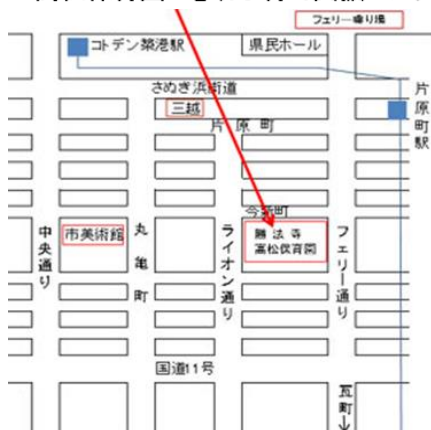 フェリー乗り場
コトデン築港駅
県民ホール
さぬき浜街道
三越
片原町
片原町駅
今新町
中央通り
市美術館
丸亀町
ライオン通り
勝法寺
高松保育園
フェリー通り
国道11号
瓦町→